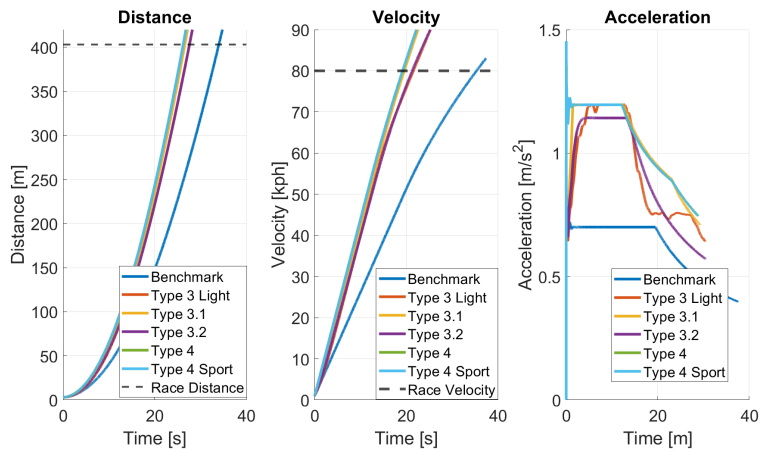 Distance
400
350
300
250
200
150
100
50
0
0
20
40
Distance [m]
Time [s]
Benchmark
Type 3 Light
Type 3.1
Type 3.2
Type 4
Type 4 Sport
Race Distance
Velocity
90
80
70
60
50
40
30
20
10
0
0
20
40
Velocity [kph]
Time [s]
Benchmark
Type 3 Light
Type 3.1
Type 3.2
Type 4
Type 4 Sport
Race Velocity
Acceleration
1.5
1
0.5
0
0
20
40
Acceleration [m/s²]
Time [m]
Benchmark
Type 3 Light
Type 3.1
Type 3.2
Type 4
Type 4 Sport